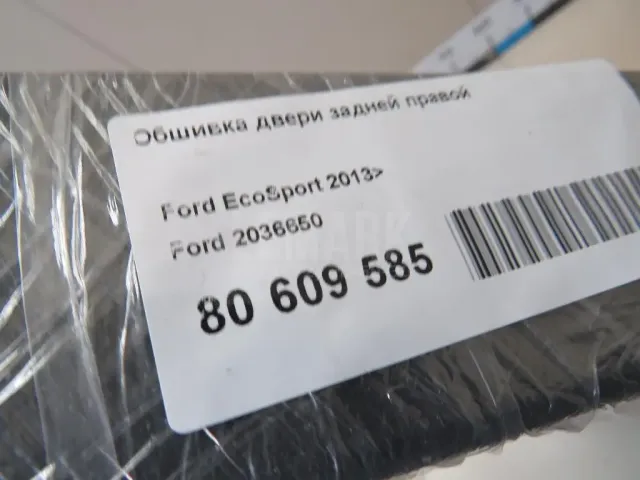 Обшивка двери задней правой
Ford EcoSport 2013>
Ford 2036650
80 609 585